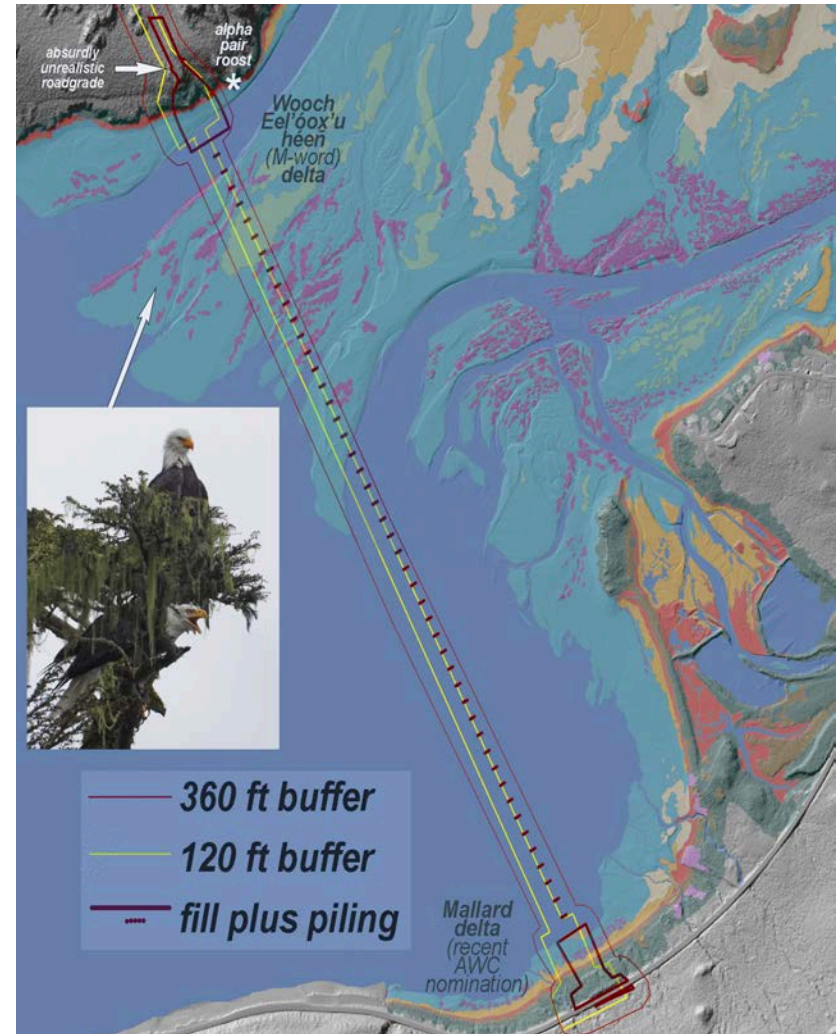 absurdly
unrealistic
roadgrade
alpha
pair
roost
*
Wooch
Eel'óox'u
héeñ
(M-word)
delta
360 ft buffer
120 ft buffer
fill plus piling
Mallard
delta
(recent
AWC
nomination)